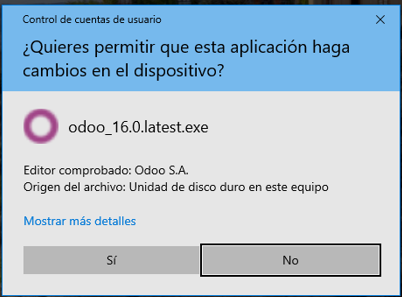 Control de cuentas de usuario
¿Quieres permitir que esta aplicación haga
cambios en el dispositivo?
odoo_16.0.latest.exe
Editor comprobado: Odoo S.A.
Origen del archivo: Unidad de disco duro en este equipo
Mostrar más detalles
Sí
No